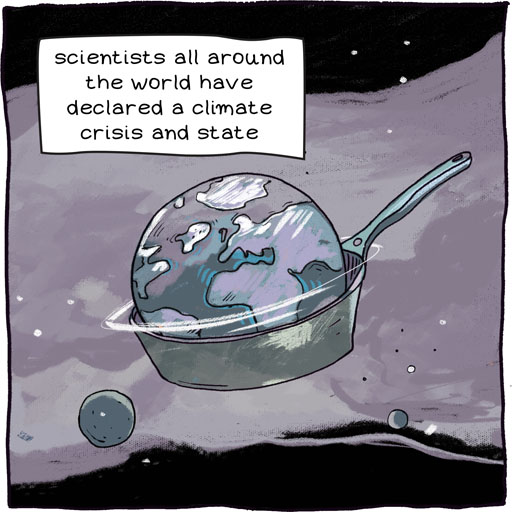 scientists all around
the world have
declared a climate
crisis and state